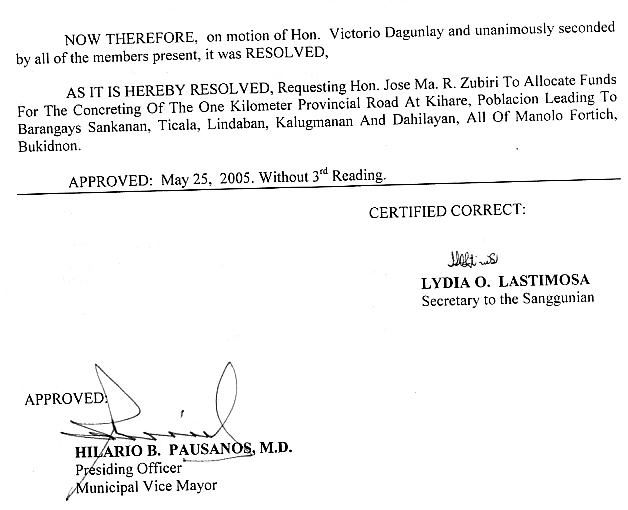 NOW THEREFORE, on motion of Hon. Victorio Dagunlay and unanimously seconded
by all of the members present, it was RESOLVED,
AS IT IS HEREBY RESOLVED, Requesting Hon. Jose Ma. R. Zubiri To Allocate Funds
For The Concreting Of The One Kilometer Provincial Road At Kihare, Poblacion Leading To
Barangays Sankanan, Ticala, Lindaban, Kalugmanan And Dahilayan, All Of Manolo Fortich,
Bukidnon.
APPROVED: May 25, 2005. Without 3rd Reading.
CERTIFIED CORRECT:
LYDIA O. LASTIMOSA
Secretary to the Sanggunian
APPROVED:
HILARIO B. PAUSANOS, M.D.
Presiding Officer
Municipal Vice Mayor